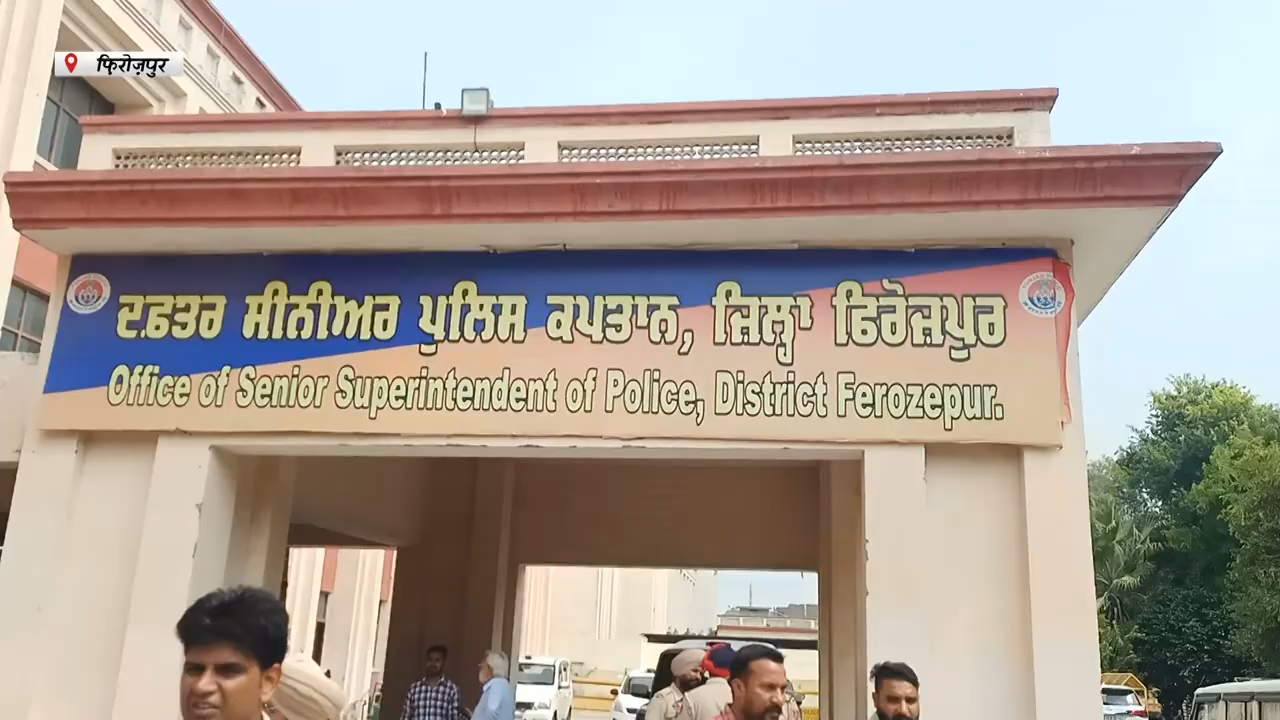 फ़िरोज़पुर
ਦਫ਼ਤਰ ਸੀਨੀਅਰ ਪੁਲਿਸ ਕਪਤਾਨ, ਜ਼ਿਲ੍ਹਾ ਫਿਰੋਜ਼ਪੁਰ
Office of Senior Superintendent of Police, District Ferozepur.